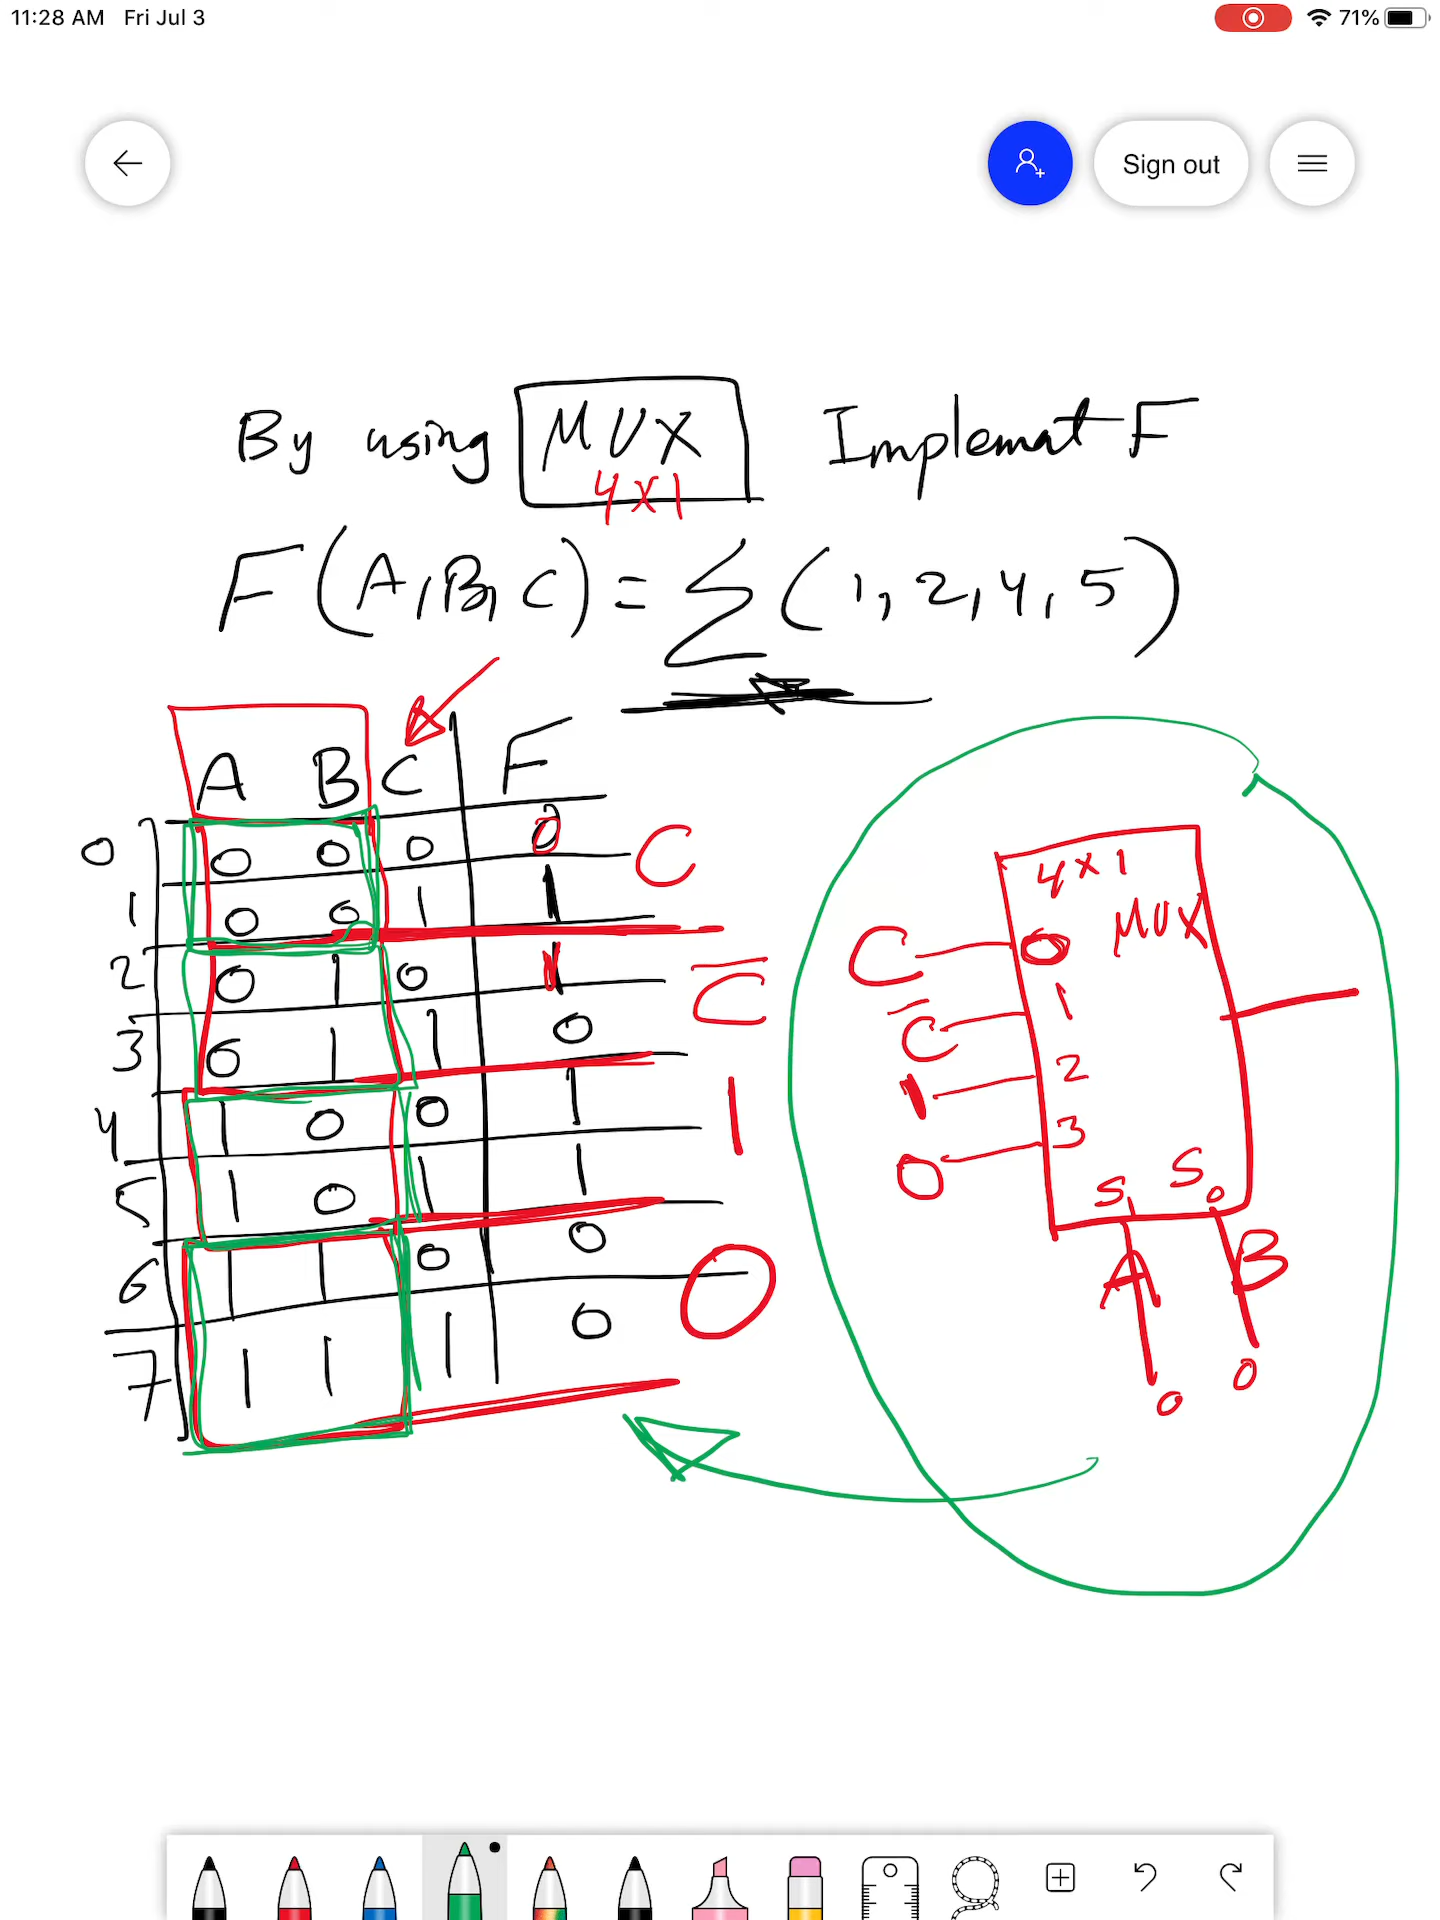 11:28 AM Fri Jul 3 71%
Sign out
By using MUX Implemat F
4x1
F(A,B,C) = ∑(1,2,4,5)
A B C F
0 0 0 0 0 C
1 0 0 1 1
2 0 1 0 1 C̅
3 0 1 1 0
4 1 0 0 1 1
5 1 0 1 1
6 1 1 0 0 0
7 1 1 1 0
4x1
MUX
C 0
C̅ 1
1 2
0 3
S₁ S₀
A B
0 0